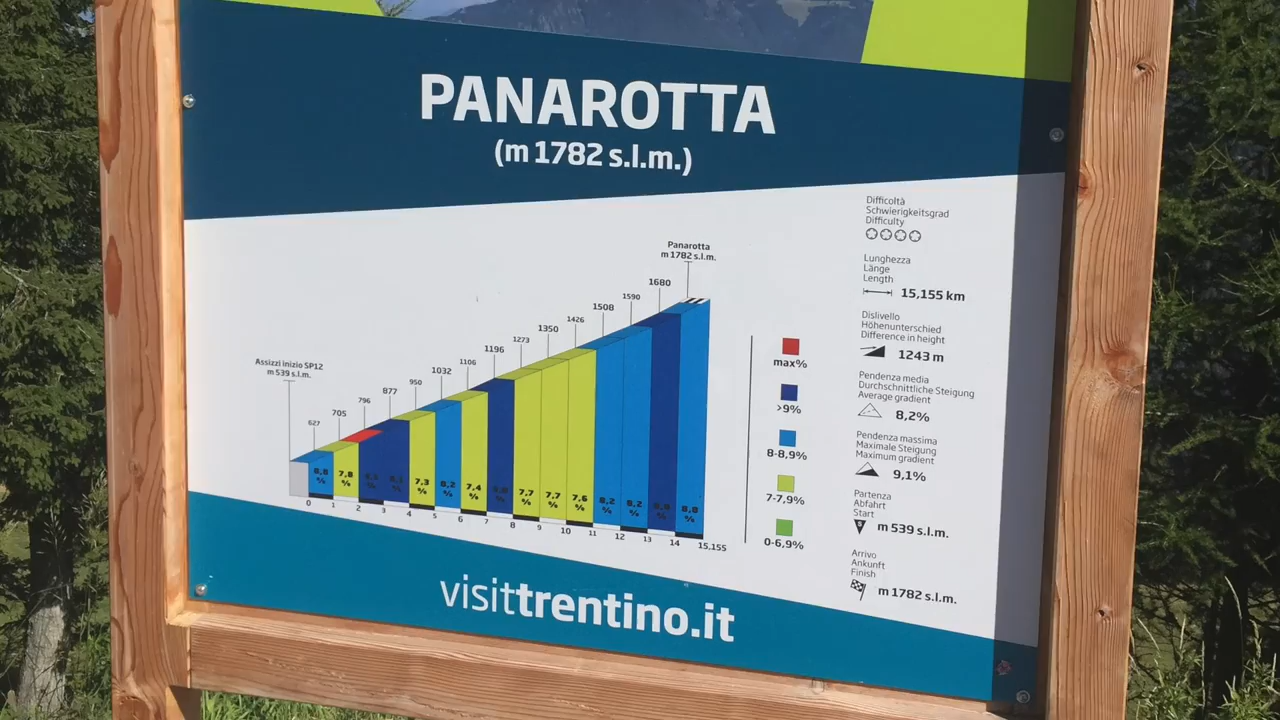 PANAROTTA
(m 1782 s.l.m.)
Assizzi inizio SP12
m 539 s.l.m.
627
705
796
877
950
1032
1106
1196
1273
1350
1426
1508
1590
1680
Panarotta
m 1782 s.l.m.
8,8 %
7,8 %
7,3 %
8,2 %
7,4 %
7,7 %
7,7 %
7,6 %
8,2 %
8,2 %
8,8 %
0 1 2 3 4 5 6 7 8 9 10 11 12 13 14 15,155
max%
>9%
8-8,9%
7-7,9%
0-6,9%
Difficoltà
Schwierigkeitsgrad
Difficulty
Lunghezza
Länge
Length
15,155 km
Dislivello
Höhenunterschied
Difference in height
1243 m
Pendenza media
Durchschnittliche Steigung
Average gradient
8,2%
Pendenza massima
Maximale Steigung
Maximum gradient
9,1%
Partenza
Abfahrt
Start
S
m 539 s.l.m.
Arrivo
Ankunft
Finish
m 1782 s.l.m.
visittrentino.it